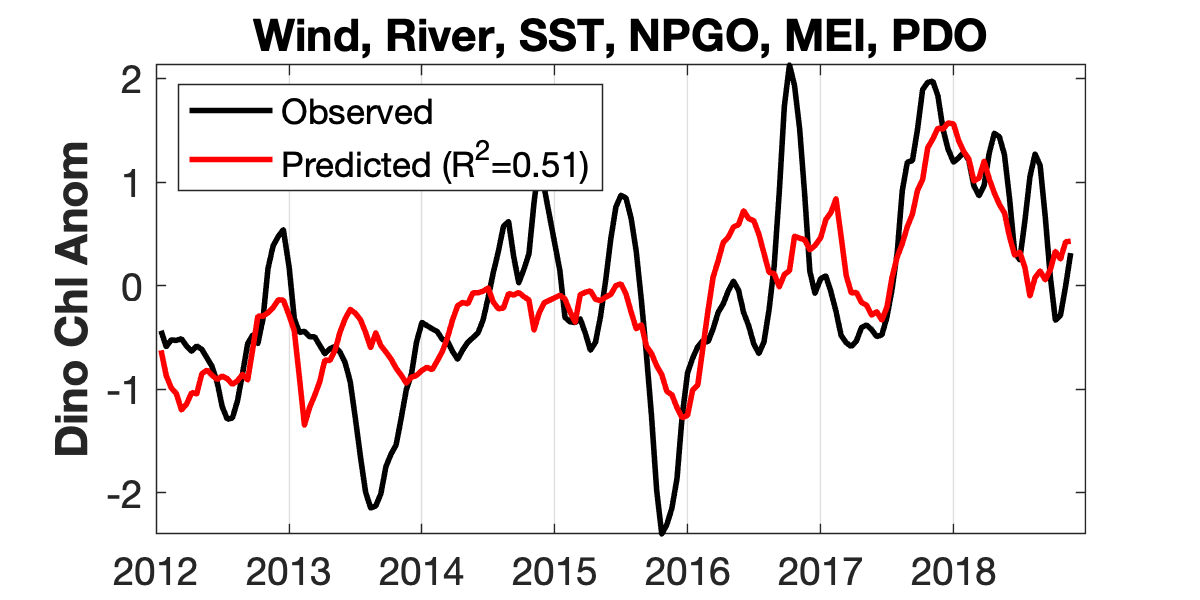 Wind, River, SST, NPGO, MEI, PDO
Observed
Predicted (R²=0.51)
Dino Chl Anom
2
1
0
-1
-2
2012 2013 2014 2015 2016 2017 2018